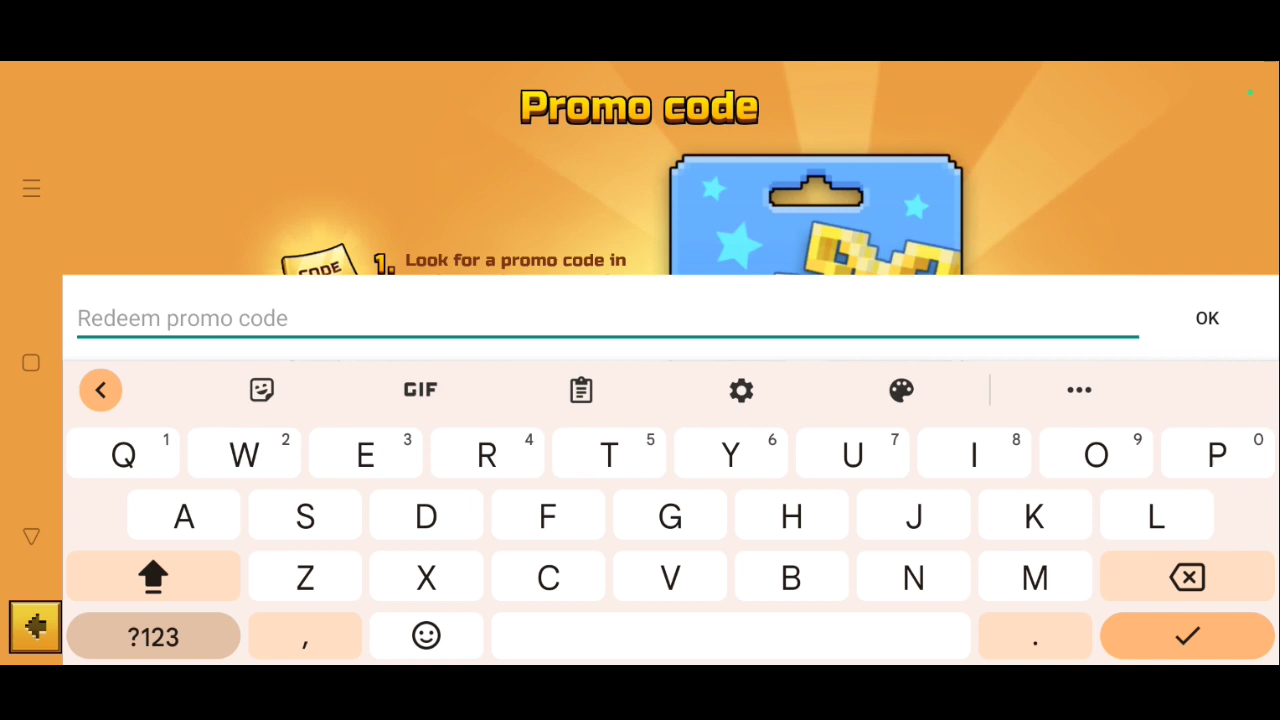 Promo code
CODE
1. Look for a promo code in
Redeem promo code
OK
GIF
Q 1 W 2 E 3 R 4 T 5 Y 6 U 7 I 8 O 9 P 0
A S D F G H J K L
Z X C V B N M
?123 , .